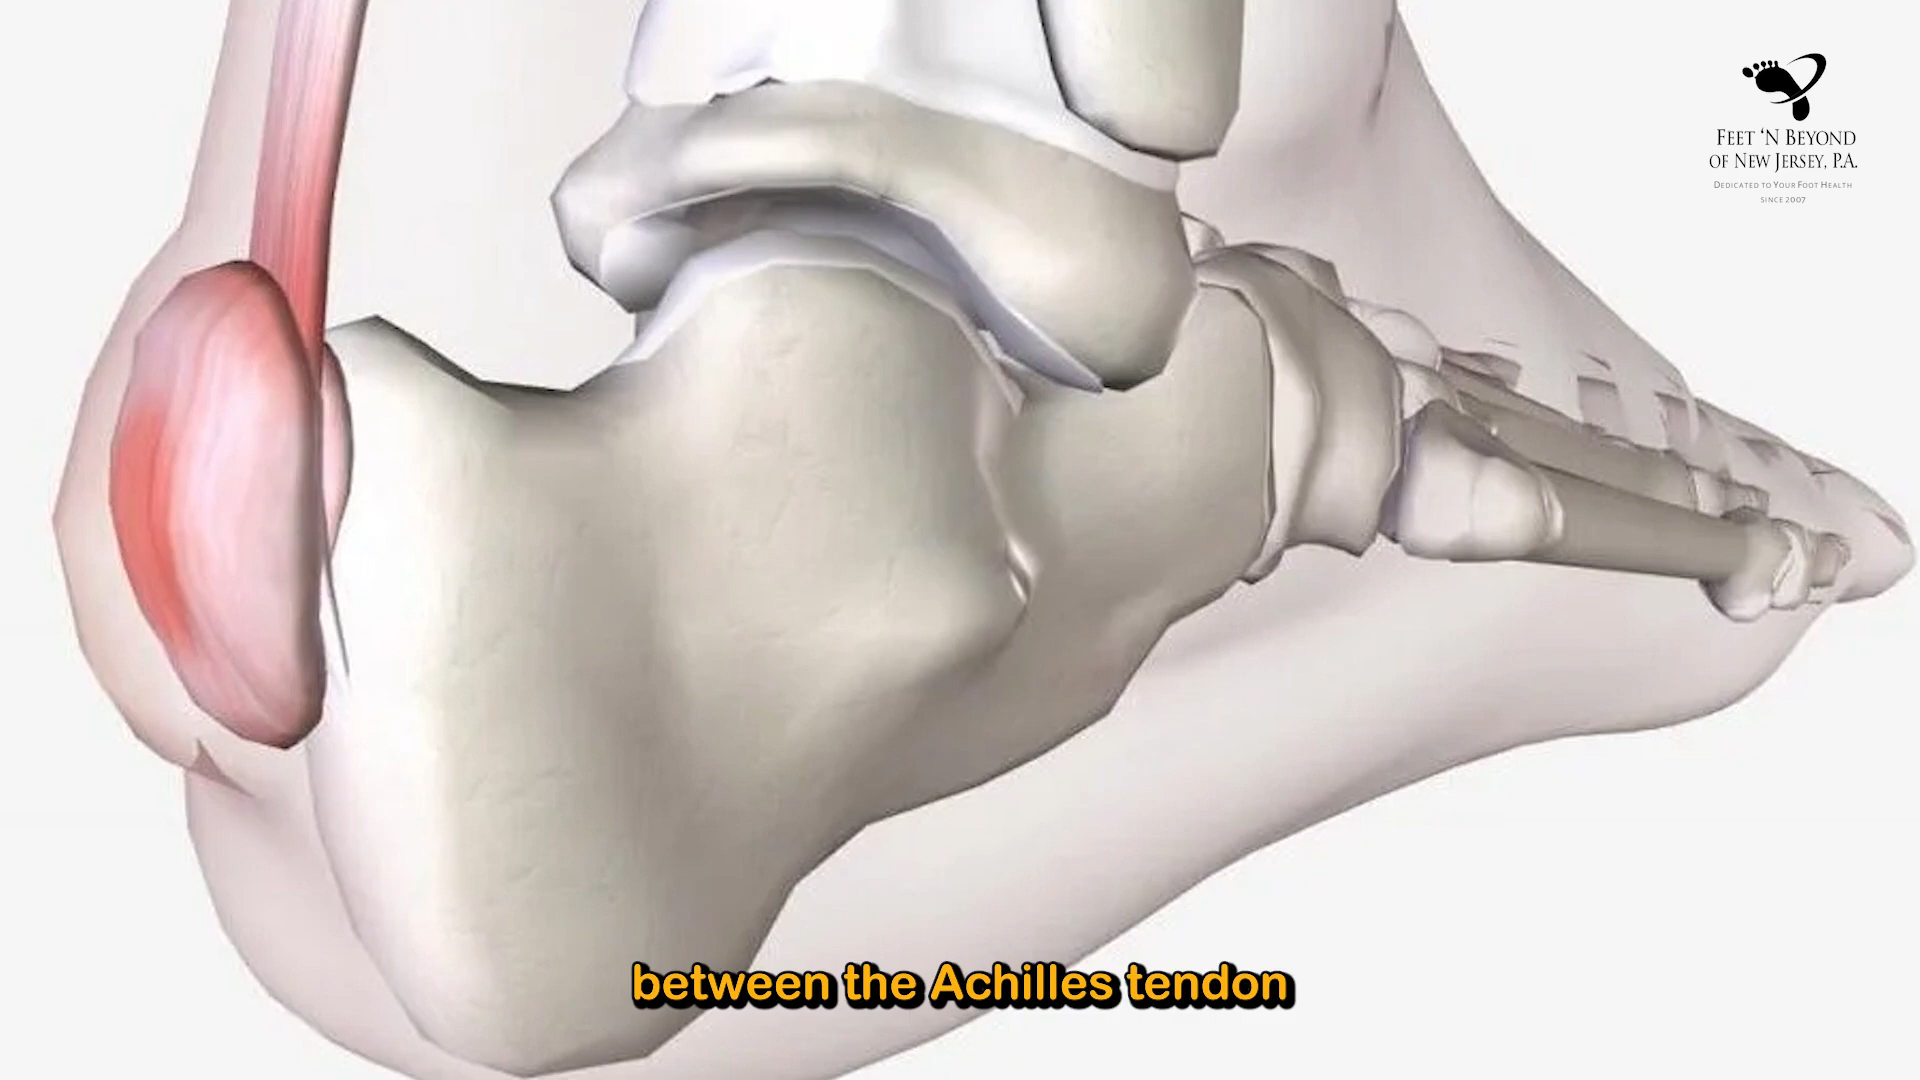 FEET 'N BEYOND
OF NEW JERSEY, P.A.
DEDICATED TO YOUR FOOT HEALTH
SINCE 2007
between the Achilles tendon